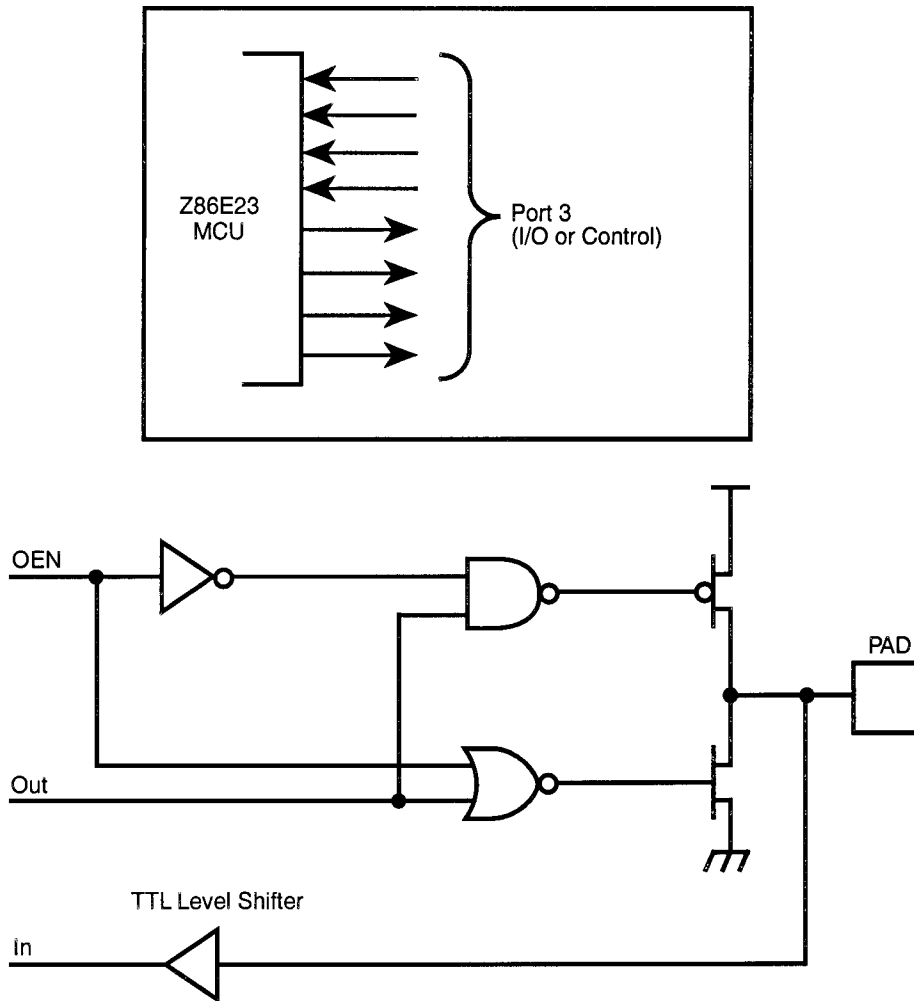 Z86E23
MCU
Port 3
(I/O or Control)
OEN
PAD
Out
TTL Level Shifter
In